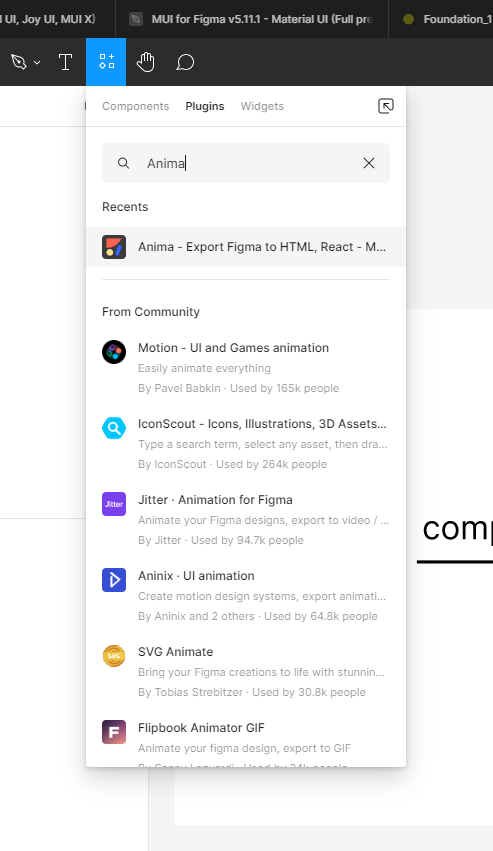 I UI, Joy UI, MUI X)
MUI for Figma v5.11.1 - Material UI (Full pre
Foundation_1
Components
Plugins
Widgets
Anima
Recents
Anima - Export Figma to HTML, React - M...
From Community
Motion - UI and Games animation
Easily animate everything
By Pavel Babkin · Used by 165k people
IconScout - Icons, Illustrations, 3D Assets...
Type a search term, select any asset, then dra...
By IconScout · Used by 264k people
Jitter
Jitter · Animation for Figma
Animate your Figma designs, export to video / ...
By Jitter · Used by 94.7k people
comp
Aninix · UI animation
Create motion design systems, export animati...
By Aninix and 2 others · Used by 64.8k people
SVG
SVG Animate
Bring your Figma creations to life with stunnin...
By Tobias Strebitzer · Used by 30.8k people
F
Flipbook Animator GIF
Animate your figma design, export to GIF